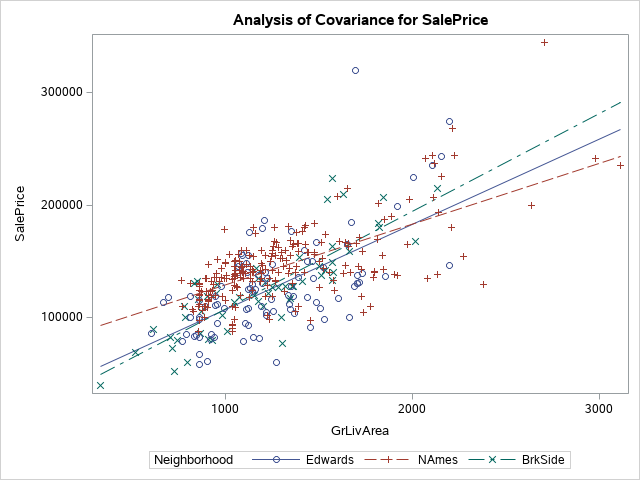 Analysis of Covariance for SalePrice
300000
200000
100000
SalePrice
1000 2000 3000
GrLivArea
Neighborhood Edwards NAmes BrkSide